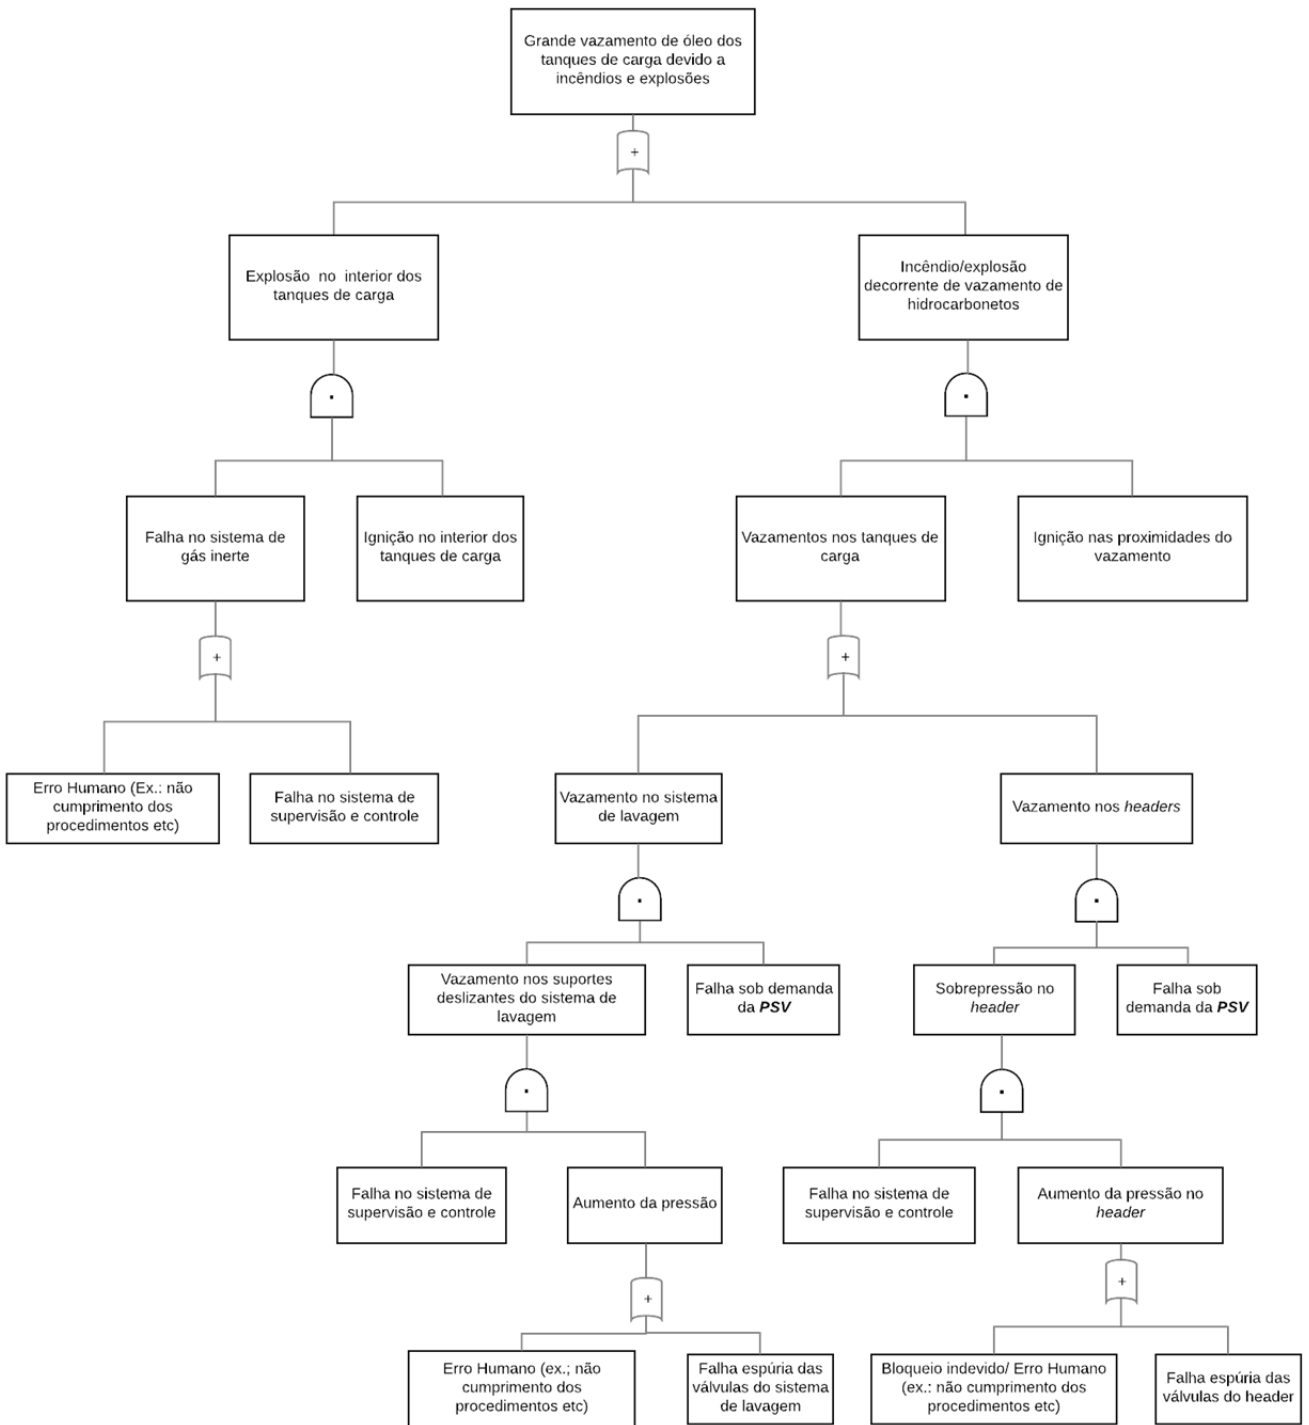 Grande vazamento de óleo dos
tanques de carga devido a
incêndios e explosões
+
Explosão no interior dos
tanques de carga
Incêndio/explosão
decorrente de vazamento de
hidrocarbonetos
Falha no sistema de
gás inerte
Ignição no interior dos
tanques de carga
Vazamentos nos tanques de
carga
Ignição nas proximidades do
vazamento
+
+
Erro Humano (Ex.: não
cumprimento dos
procedimentos etc)
Falha no sistema de
supervisão e controle
Vazamento no sistema
de lavagem
Vazamento nos headers
Vazamento nos suportes
deslizantes do sistema de
lavagem
Falha sob demanda
da PSV
Sobrepressão no
header
Falha sob
demanda da PSV
Falha no sistema de
supervisão e controle
Aumento da pressão
Falha no sistema de
supervisão e controle
Aumento da pressão no
header
+
+
Erro Humano (ex.; não
cumprimento dos
procedimentos etc)
Falha espúria das
válvulas do sistema
de lavagem
Bloqueio indevido/ Erro Humano
(ex.: não cumprimento dos
procedimentos etc)
Falha espúria das
válvulas do header